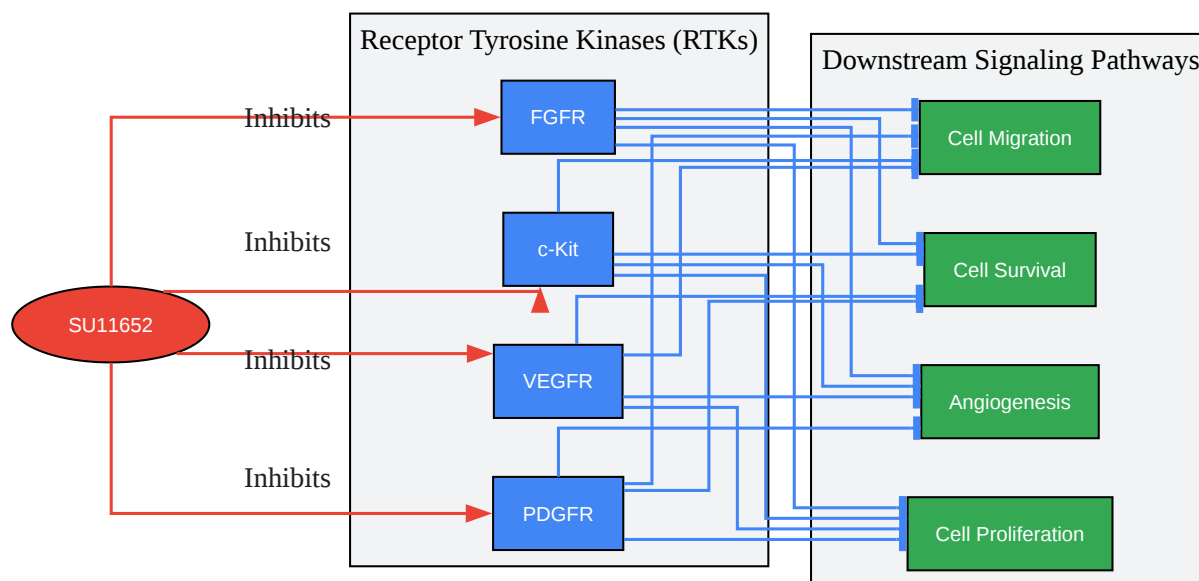 Receptor Tyrosine Kinases (RTKs)
Downstream Signaling Pathways
Inhibits
FGFR
Cell Migration
Inhibits
c-Kit
Cell Survival
SU11652
Inhibits
VEGFR
Angiogenesis
Inhibits
PDGFR
Cell Proliferation